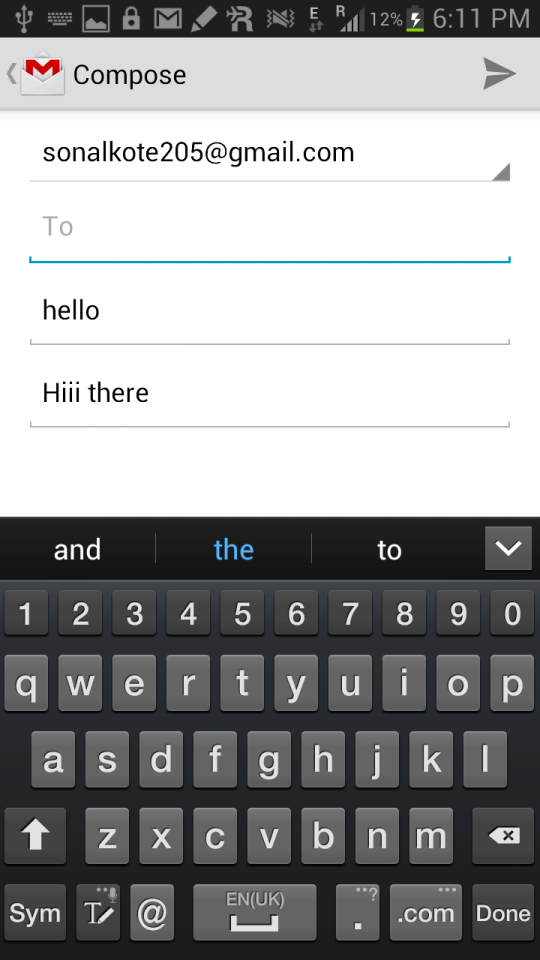 E R 12% 6:11 PM
Compose
sonalkote205@gmail.com
To
hello
Hiii there
and the to
1 2 3 4 5 6 7 8 9 0
q w e r t y u i o p
a s d f g h j k l
z x c v b n m
Sym T @ EN(UK) . ? .com Done